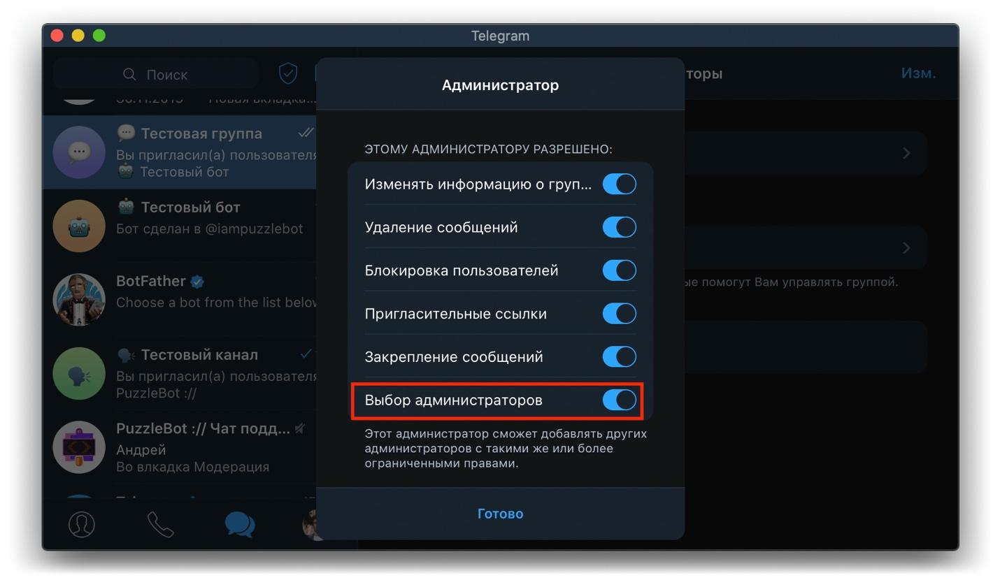 Telegram
Поиск
торы
Изм.
30.11.2019
Новая вкладка...
Тестовая группа
Вы пригласил(а) пользователя
Тестовый бот
Тестовый бот
Бот сделан в @iampuzzlebot
BotFather
Choose a bot from the list below
Тестовый канал
Вы пригласил(а) пользователя
PuzzleBot ://
PuzzleBot :// Чат подд...
Андрей
Во влкадка Модерация
Администратор
ЭТОМУ АДМИНИСТРАТОРУ РАЗРЕШЕНО:
Изменять информацию о груп...
Удаление сообщений
Блокировка пользователей
Пригласительные ссылки
Закрепление сообщений
Выбор администраторов
Этот администратор сможет добавлять других
администраторов с такими же или более
ограниченными правами.
Готово
ые помогут Вам управлять группой.